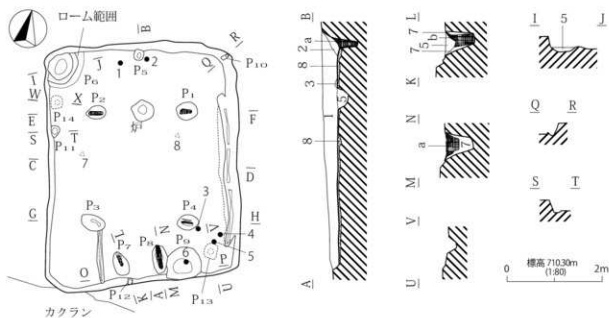 ローム範囲
B
R
J
1
P5
2
Q
P10
I
P6
W
X
P2
P1
P14
炉
E
F
S
T
P11
7
8
C
D
P3
P4
3
G
H
L
N
V
4
P7
P8
P9
6
5
O
P
P12
K
A
M
P13
U
カクラン
B
a
2
8
3
5
1
8
A
L
7
b
5
7
K
N
a
7
M
V
U
I
5
J
Q
R
S
T
標高 710.30m
(1:80)
0
2m